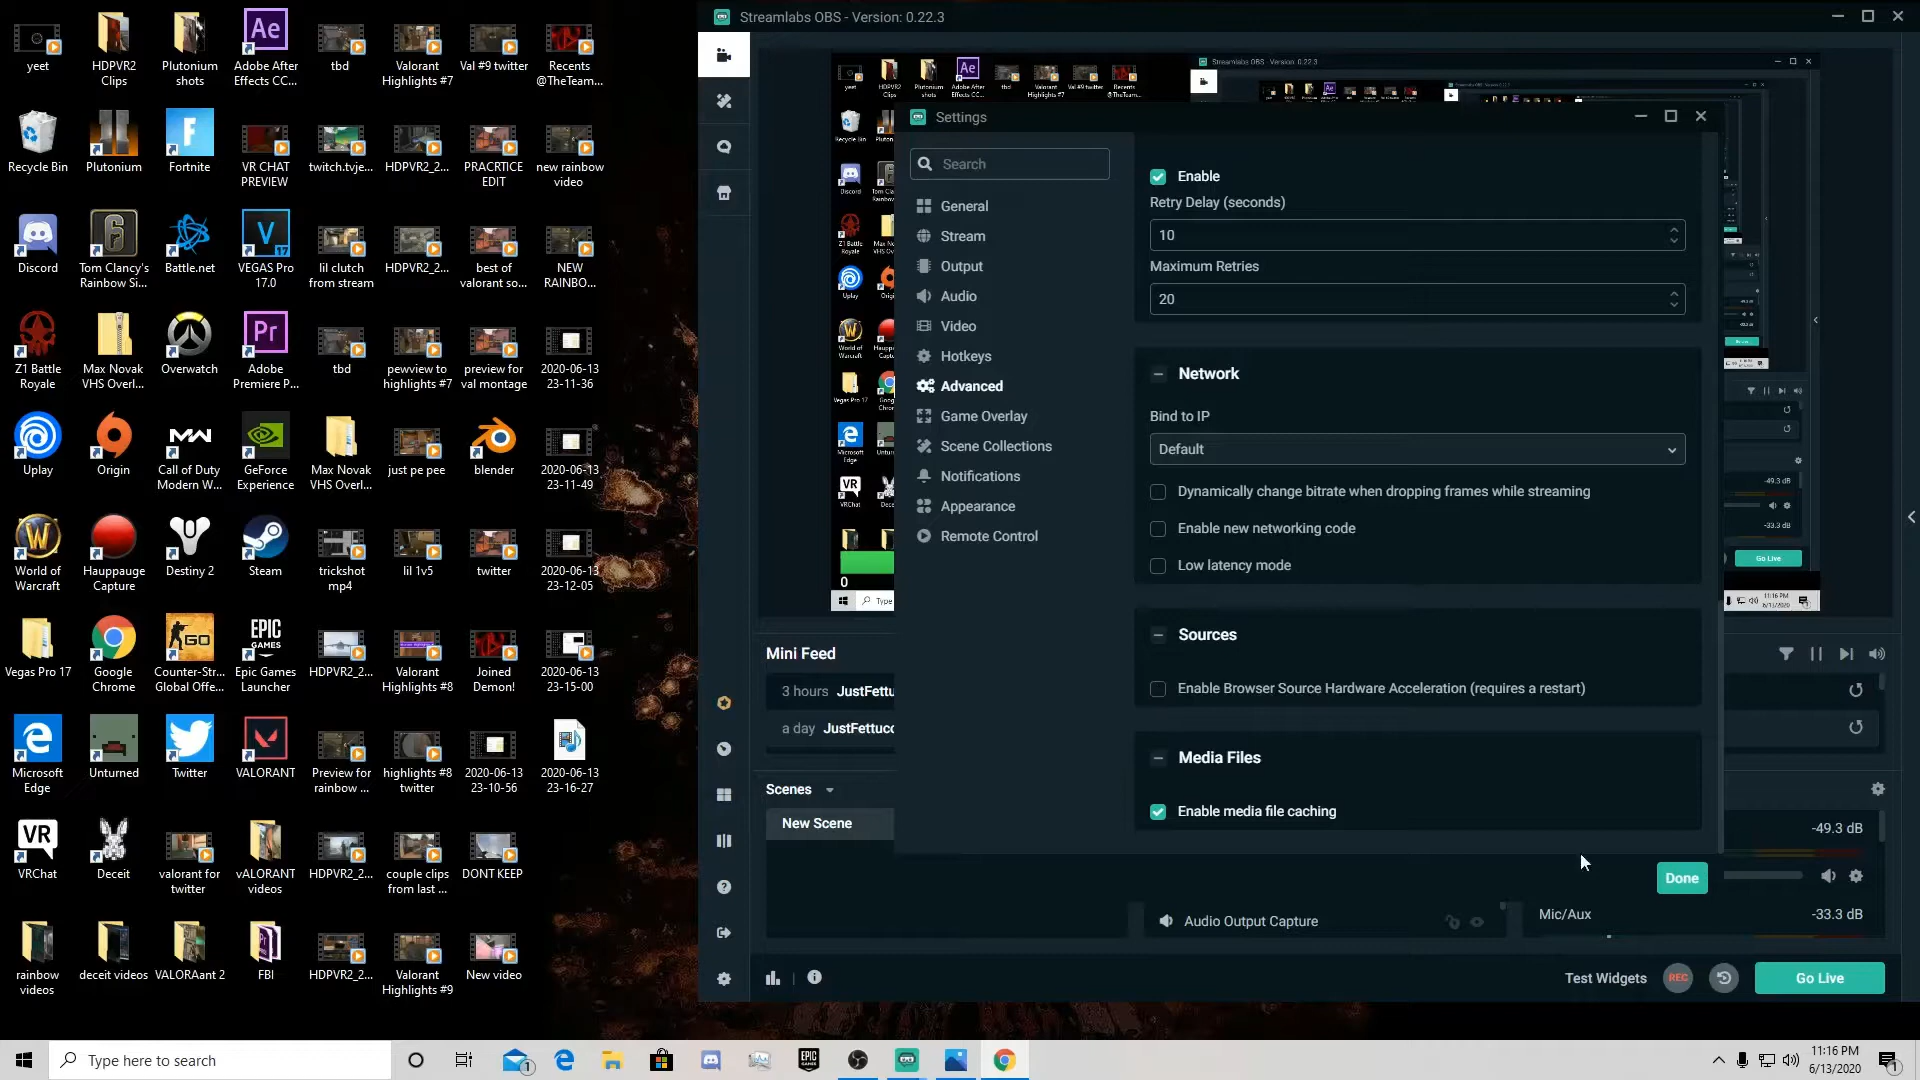 yeet
HDPVR2
Clips
Plutonium
shots
Adobe After
Effects CC...
tbd
Valorant
Highlights #7
Val #9 twitter
Recents
@TheTeam...
Recycle Bin
Plutonium
Fortnite
VR CHAT
PREVIEW
twitch.tvje...
HDPVR2_2...
PRACRTICE
EDIT
new rainbow
video
Discord
Tom Clancy's
Rainbow Si...
Battle.net
VEGAS Pro
17.0
lil clutch
from stream
HDPVR2_2...
best of
valorant so...
NEW
RAINBO...
Z1 Battle
Royale
Max Novak
VHS Overl...
Overwatch
Adobe
Premiere P...
tbd
pewview to
highlights #7
preview for
val montage
2020-06-13
23-11-36
Uplay
Origin
Call of Duty
Modern W...
GeForce
Experience
Max Novak
VHS Overl...
just pe pee
blender
2020-06-13
23-11-49
World of
Warcraft
Hauppauge
Capture
Destiny 2
Steam
trickshot
mp4
lil 1v5
twitter
2020-06-13
23-12-05
Vegas Pro 17
Google
Chrome
Counter-Str...
Global Offe...
Epic Games
Launcher
HDPVR2_2...
Valorant
Highlights #8
Joined
Demon!
2020-06-13
23-15-00
Microsoft
Edge
Unturned
Twitter
VALORANT
Preview for
rainbow ...
highlights #8
twitter
2020-06-13
23-10-56
2020-06-13
23-16-27
VRChat
Deceit
valorant for
twitter
vALORANT
videos
HDPVR2_2...
couple clips
from last ...
DONT KEEP
rainbow
videos
deceit videos
VALORAant 2
FBI
HDPVR2_2...
Valorant
Highlights #9
New video
Streamlabs OBS - Version: 0.22.3
Settings
Search
General
Stream
Output
Audio
Video
Hotkeys
Advanced
Game Overlay
Scene Collections
Notifications
Appearance
Remote Control
Enable
Retry Delay (seconds)
10
Maximum Retries
20
Network
Bind to IP
Default
Dynamically change bitrate when dropping frames while streaming
Enable new networking code
Low latency mode
Sources
Enable Browser Source Hardware Acceleration (requires a restart)
Media Files
Enable media file caching
Done
Mini Feed
3 hours JustFettu
a day JustFettucc
Scenes
New Scene
Audio Output Capture
-49.3 dB
Mic/Aux
-33.3 dB
Test Widgets
REC
Go Live
Type here to search
11:16 PM
6/13/2020